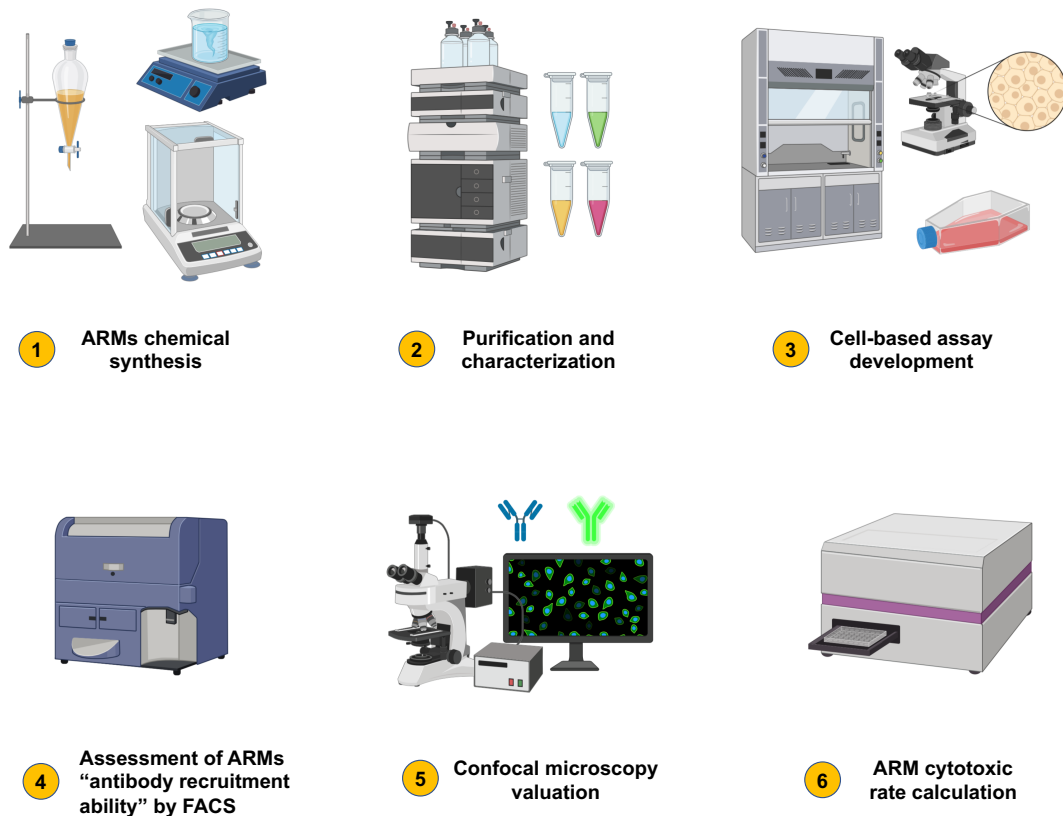 1
ARMs chemical
synthesis
2
Purification and
characterization
3
Cell-based assay
development
4
Assessment of ARMs
“antibody recruitment
ability” by FACS
5
Confocal microscopy
valuation
6
ARM cytotoxic
rate calculation